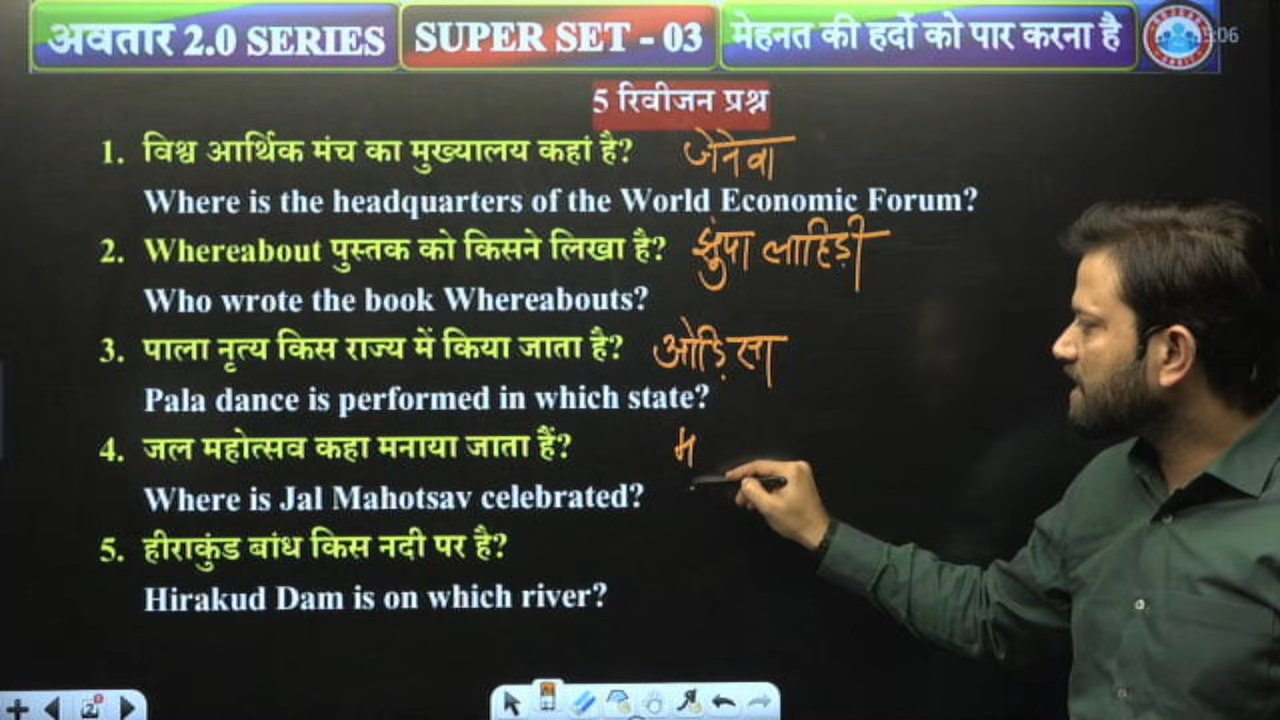 अवतार 2.0 SERIES SUPER SET - 03 मेहनत की हदों को पार करना है :06
5 रिवीजन प्रश्न
1. विश्व आर्थिक मंच का मुख्यालय कहां है? जेनेवा
Where is the headquarters of the World Economic Forum?
2. Whereabout पुस्तक को किसने लिखा है? झुंपा लाहिड़ी
Who wrote the book Whereabouts?
3. पाला नृत्य किस राज्य में किया जाता है? ओड़िसा
Pala dance is performed in which state?
4. जल महोत्सव कहा मनाया जाता हैं? म
Where is Jal Mahotsav celebrated?
5. हीराकुंड बांध किस नदी पर है?
Hirakud Dam is on which river?